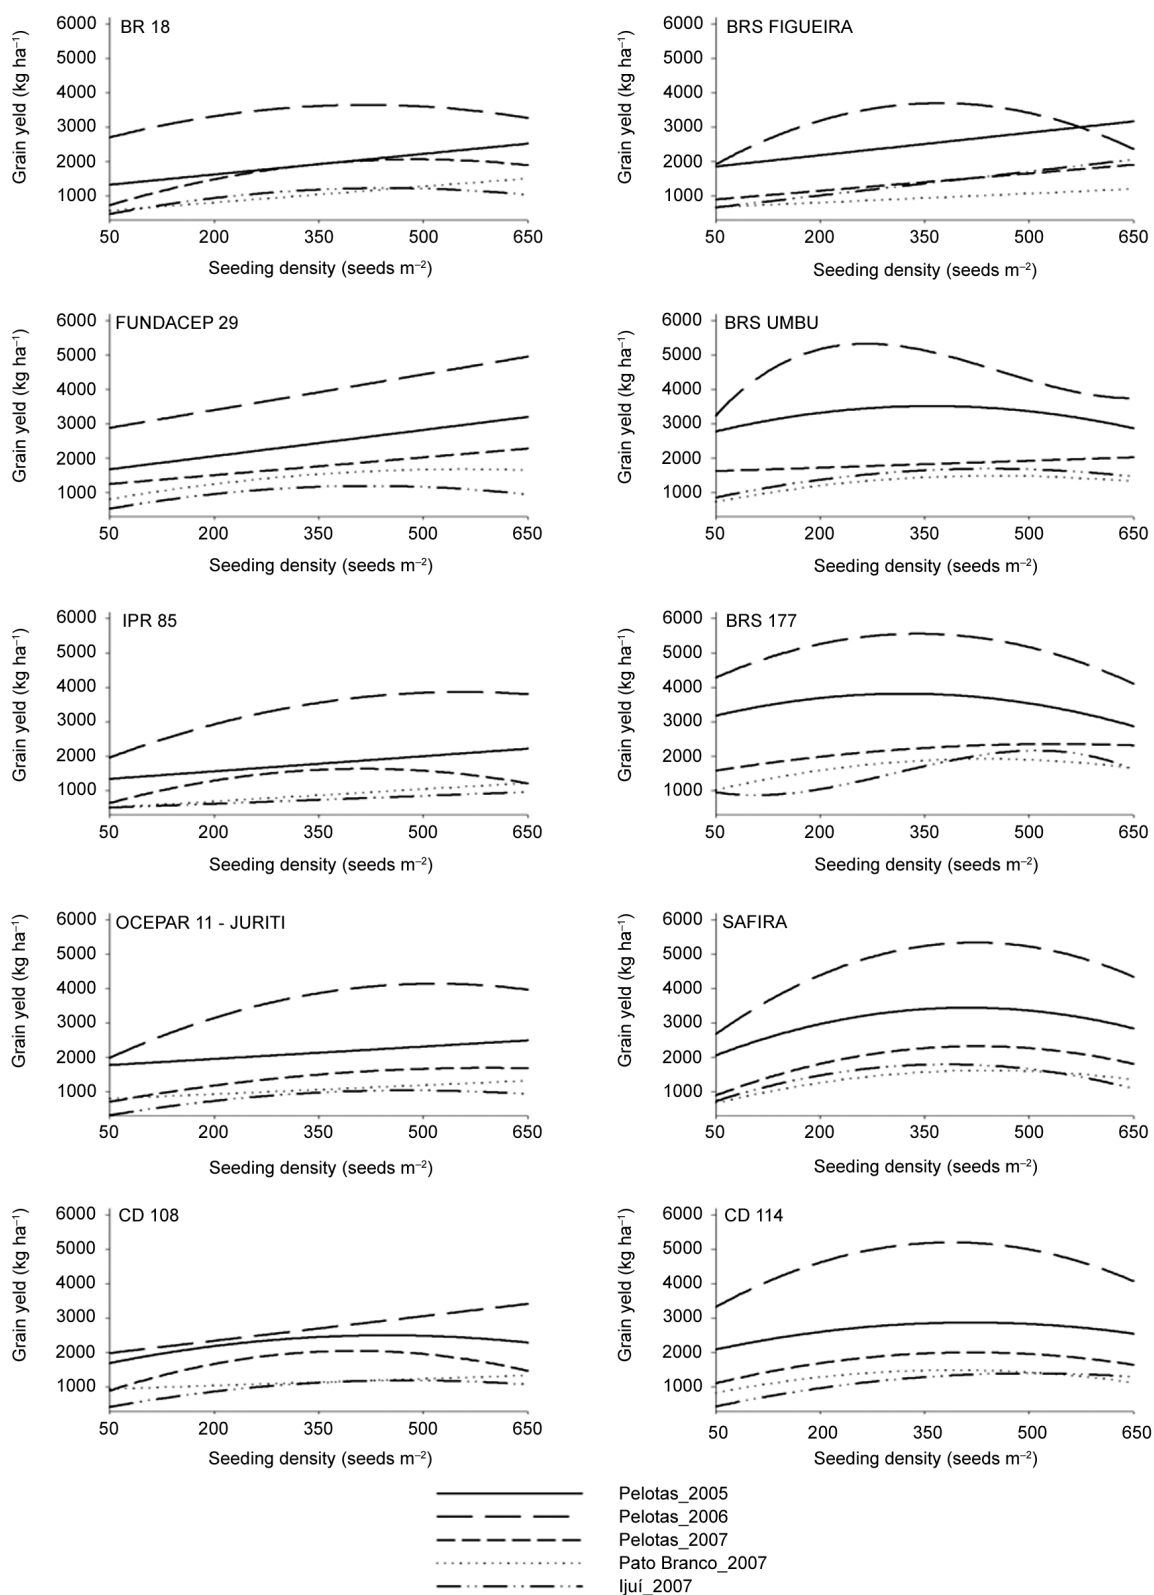 BR 18
Grain yeld (kg ha⁻¹)
6000
5000
4000
3000
2000
1000
50 200 350 500 650
Seeding density (seeds m⁻²)
BRS FIGUEIRA
Grain yeld (kg ha⁻¹)
6000
5000
4000
3000
2000
1000
50 200 350 500 650
Seeding density (seeds m⁻²)
FUNDACEP 29
Grain yeld (kg ha⁻¹)
6000
5000
4000
3000
2000
1000
50 200 350 500 650
Seeding density (seeds m⁻²)
BRS UMBU
Grain yeld (kg ha⁻¹)
6000
5000
4000
3000
2000
1000
50 200 350 500 650
Seeding density (seeds m⁻²)
IPR 85
Grain yeld (kg ha⁻¹)
6000
5000
4000
3000
2000
1000
50 200 350 500 650
Seeding density (seeds m⁻²)
BRS 177
Grain yeld (kg ha⁻¹)
6000
5000
4000
3000
2000
1000
50 200 350 500 650
Seeding density (seeds m⁻²)
OCEPAR 11 - JURITI
Grain yeld (kg ha⁻¹)
6000
5000
4000
3000
2000
1000
50 200 350 500 650
Seeding density (seeds m⁻²)
SAFIRA
Grain yeld (kg ha⁻¹)
6000
5000
4000
3000
2000
1000
50 200 350 500 650
Seeding density (seeds m⁻²)
CD 108
Grain yeld (kg ha⁻¹)
6000
5000
4000
3000
2000
1000
50 200 350 500 650
Seeding density (seeds m⁻²)
CD 114
Grain yeld (kg ha⁻¹)
6000
5000
4000
3000
2000
1000
50 200 350 500 650
Seeding density (seeds m⁻²)
Pelotas_2005
Pelotas_2006
Pelotas_2007
Pato Branco_2007
Ijuí_2007